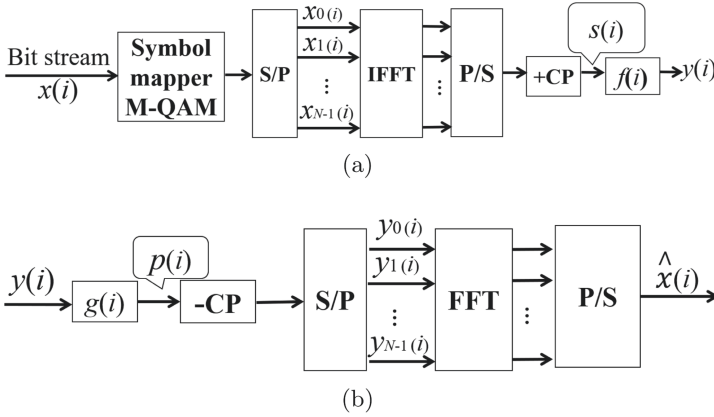 Bit stream
x(i)
Symbol
mapper
M-QAM
S/P
x0(i)
x1(i)
...
xN-1(i)
IFFT
...
P/S
+CP
s(i)
f(i)
y(i)
(a)
y(i)
g(i)
p(i)
-CP
S/P
y0(i)
y1(i)
...
yN-1(i)
FFT
...
P/S
x̂(i)
(b)